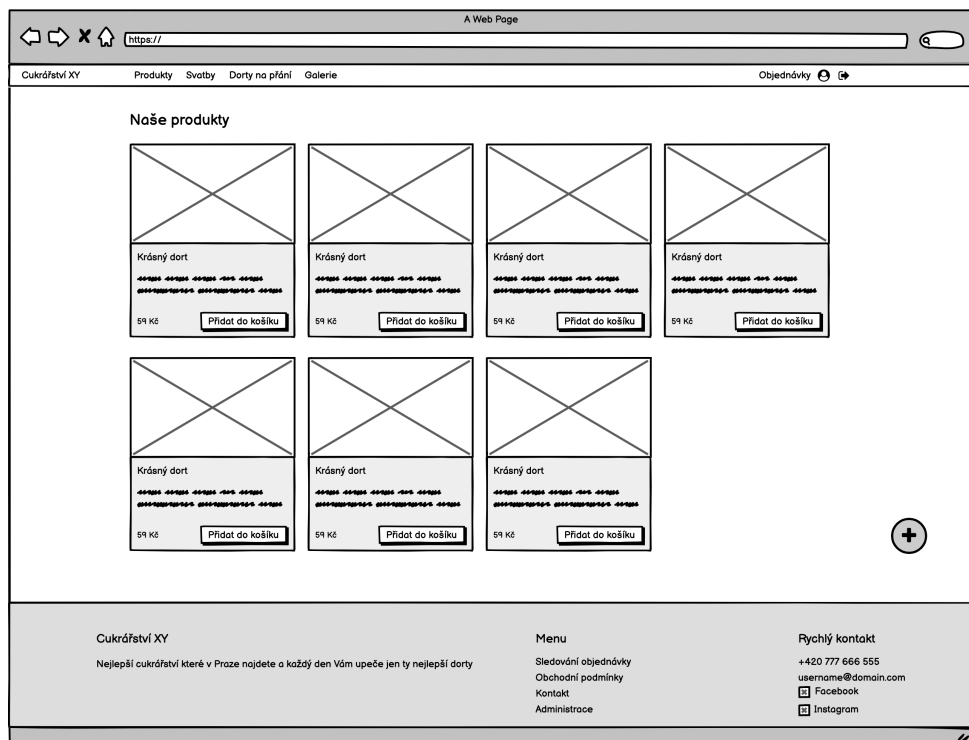 A Web Page
https://
Cukrářství XY Produkty Svatby Dorty na přání Galerie Objednávky
Naše produkty
Krásný dort Krásný dort Krásný dort Krásný dort
59 Kč Přidat do košíku 59 Kč Přidat do košíku 59 Kč Přidat do košíku 59 Kč Přidat do košíku
Krásný dort Krásný dort Krásný dort
59 Kč Přidat do košíku 59 Kč Přidat do košíku 59 Kč Přidat do košíku
Cukrářství XY
Nejlepší cukrářství které v Praze najdete a každý den Vám upeče jen ty nejlepší dorty
Menu
Sledování objednávky
Obchodní podmínky
Kontakt
Administrace
Rychlý kontakt
+420 777 666 555
username@domain.com
Facebook
Instagram